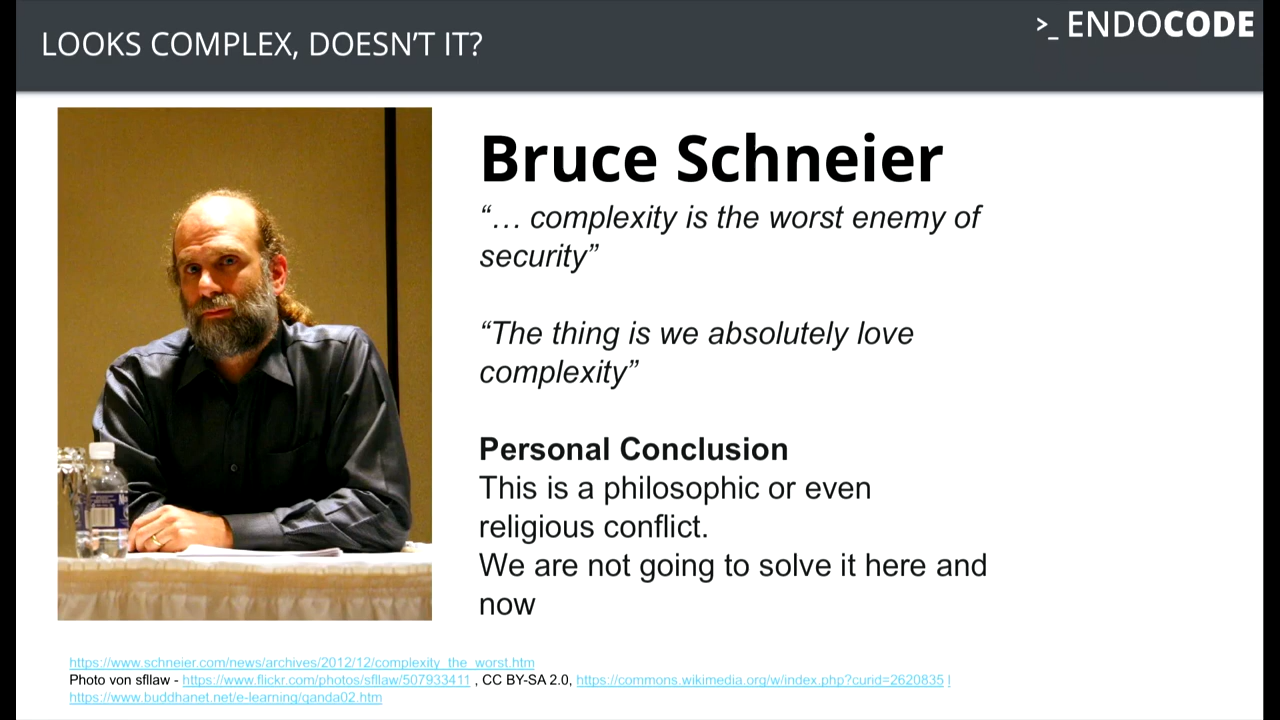 LOOKS COMPLEX, DOESN’T IT?
>_ ENDOCODE
Bruce Schneier
“… complexity is the worst enemy of
security”
“The thing is we absolutely love
complexity”
Personal Conclusion
This is a philosophic or even
religious conflict.
We are not going to solve it here and
now
https://www.schneier.com/news/archives/2012/12/complexity_the_worst.htm
Photo von sfllaw - https://www.flickr.com/photos/sfllaw/507933411 , CC BY-SA 2.0, https://commons.wikimedia.org/w/index.php?curid=2620835 |
https://www.buddhanet.net/e-learning/qanda02.htm